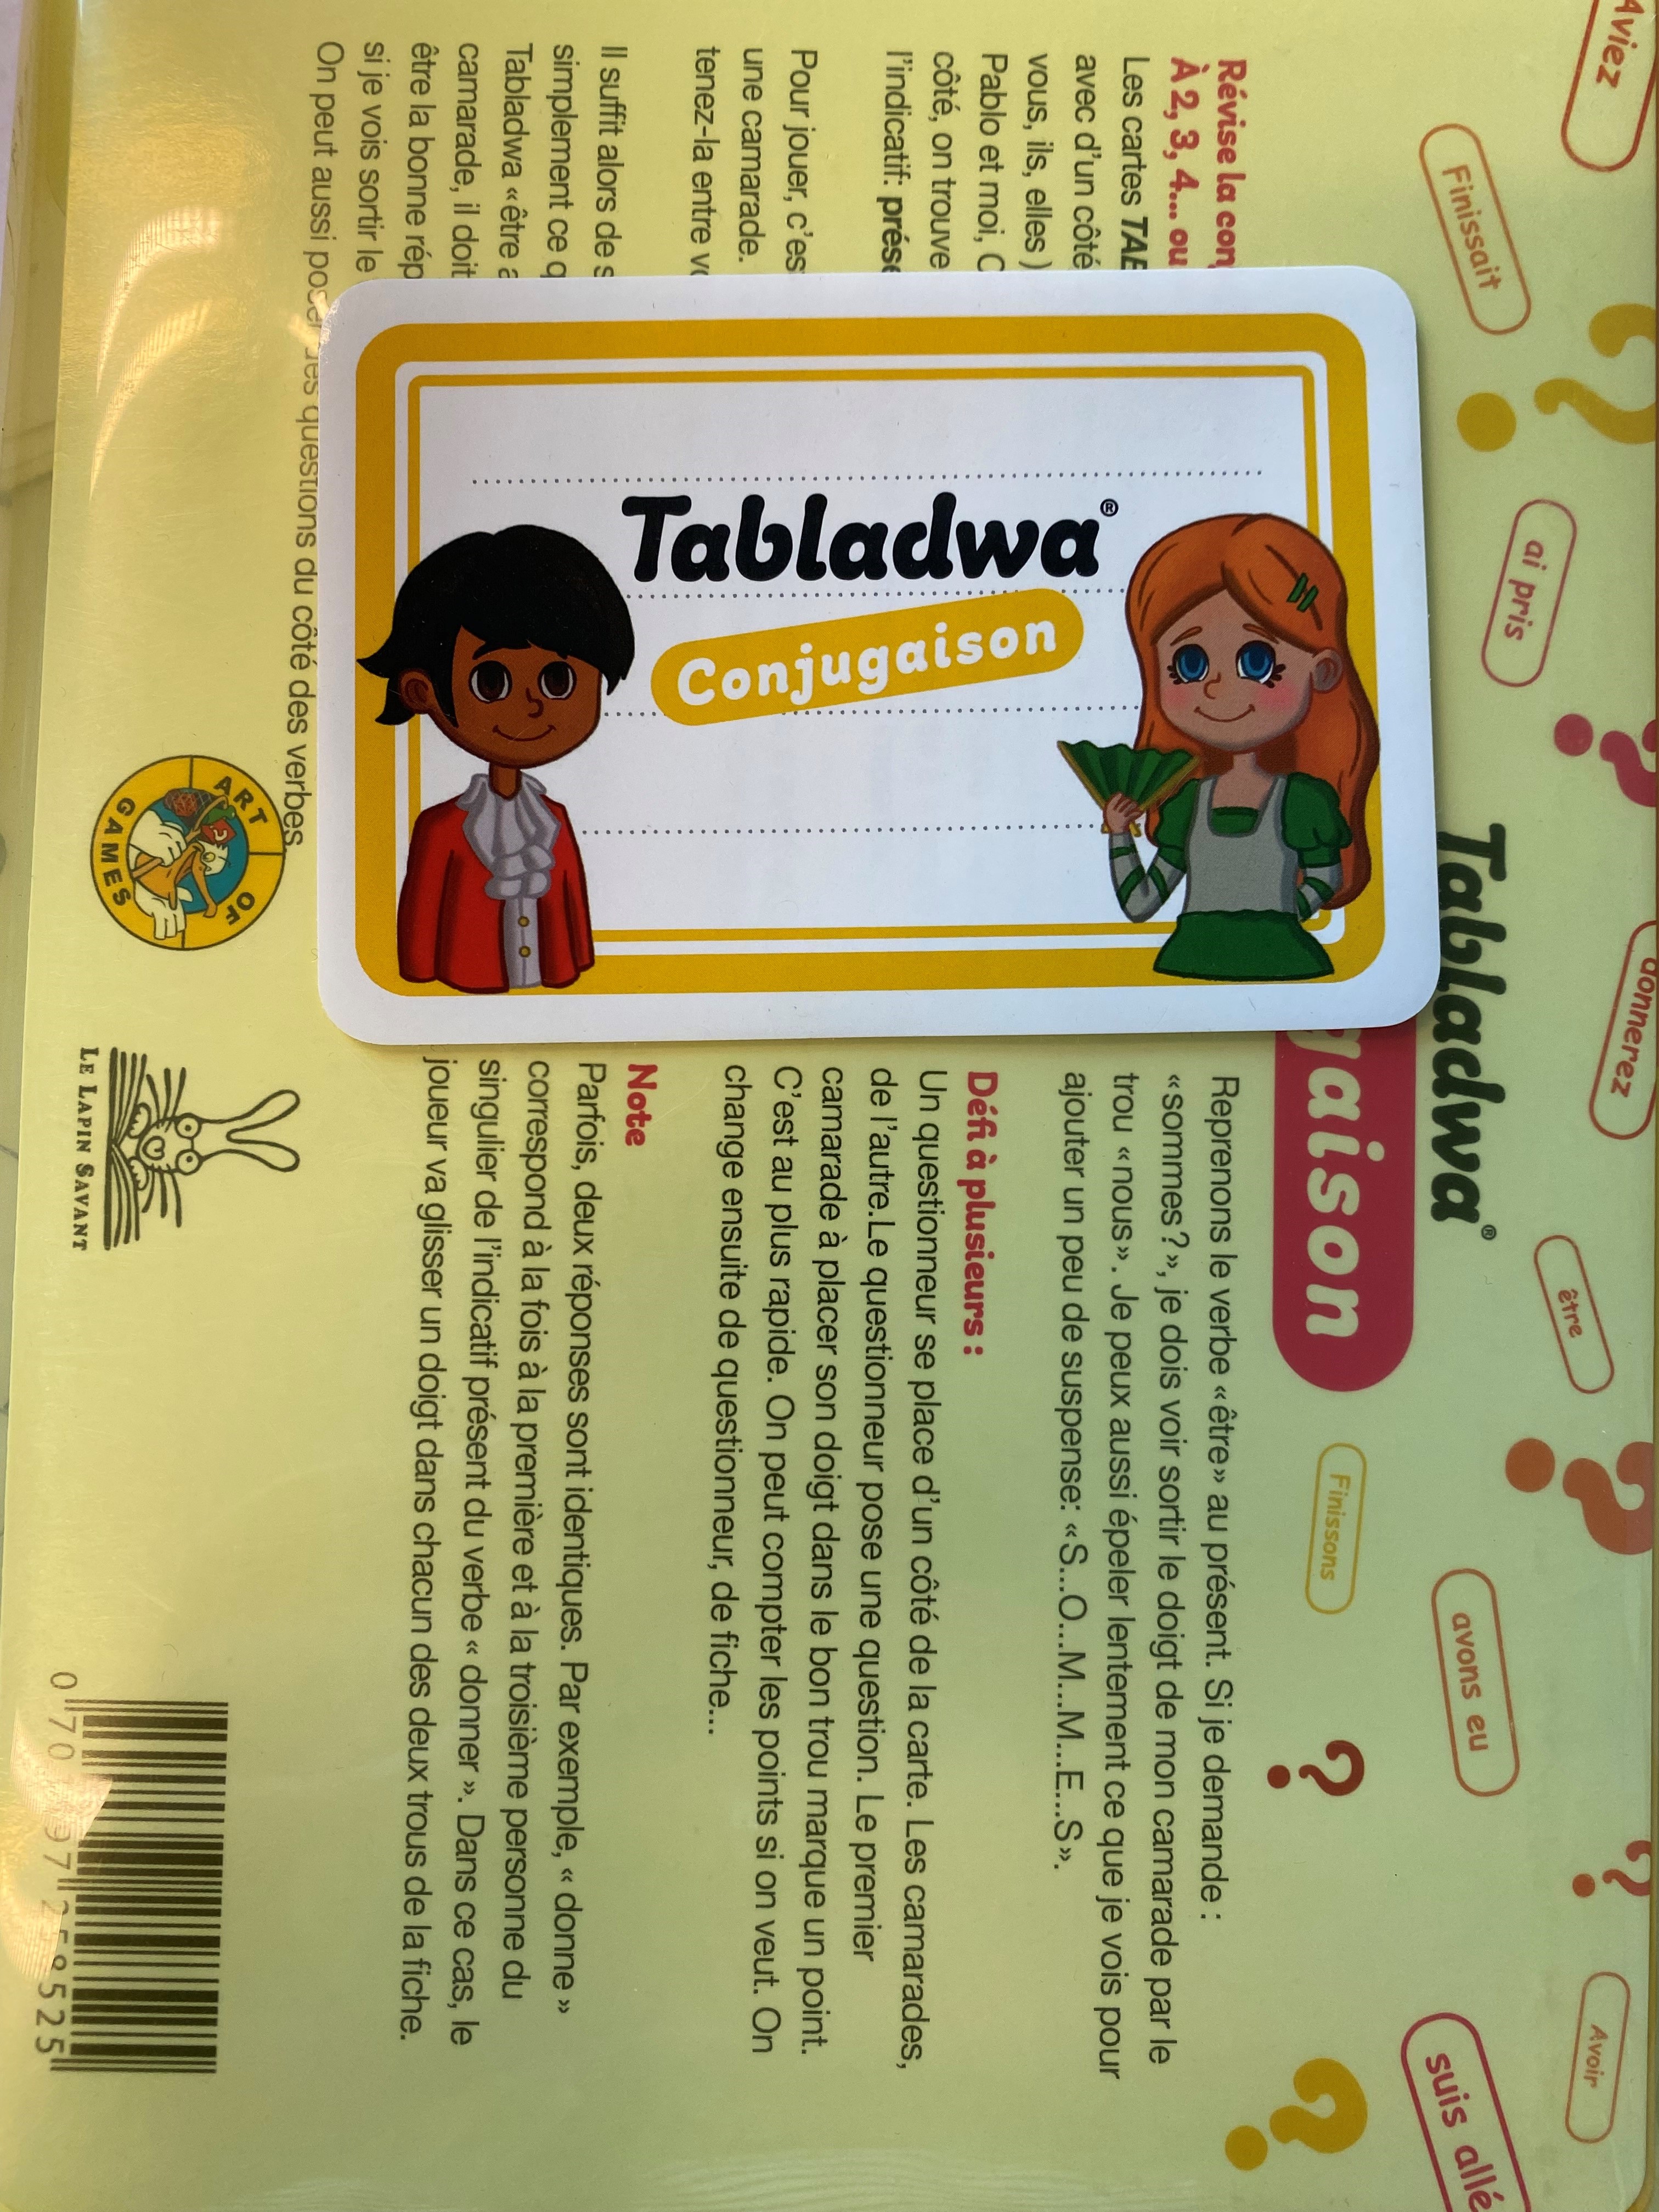 Aviez
Finissait
ai pris
donnerez
être
Finissons
avons eu
Avoir
suis allé
Tabladwa®
gaison
Révise la con
À 2, 3, 4... ou
Les cartes
avec d'un côté
vous, ils, elles )
Pablo et moi,
côté, on trouve
l'indicatif:
Pour jouer,
une camarade.
tenez-la entre
Il suffit alors de
simplement ce
Tabladwa «être
camarade, il doit
être la bonne
si je vois sortir le
On peut aussi poser des questions du côté des verbes
Tabladwa®
Conjugaison
Reprenons le verbe «être» au présent. Si je demande :
«sommes ?», je dois voir sortir le doigt de mon camarade par le
trou «nous». Je peux aussi épeler lentement ce que je vois pour
ajouter un peu de suspense: «S...O...M...M...E...S».
Défi à plusieurs :
Un questionneur se place d'un côté de la carte. Les camarades,
de l'autre.Le questionneur pose une question. Le premier
camarade à placer son doigt dans le bon trou marque un point.
C'est au plus rapide. On peut compter les points si on veut. On
change ensuite de questionneur, de fiche...
Note
Parfois, deux réponses sont identiques. Par exemple, « donne »
correspond à la fois à la première et à la troisième personne du
singulier de l'indicatif présent du verbe « donner ». Dans ce cas, le
joueur va glisser un doigt dans chacun des deux trous de la fiche.
ART OF GAMES
LE LAPIN SAVANT